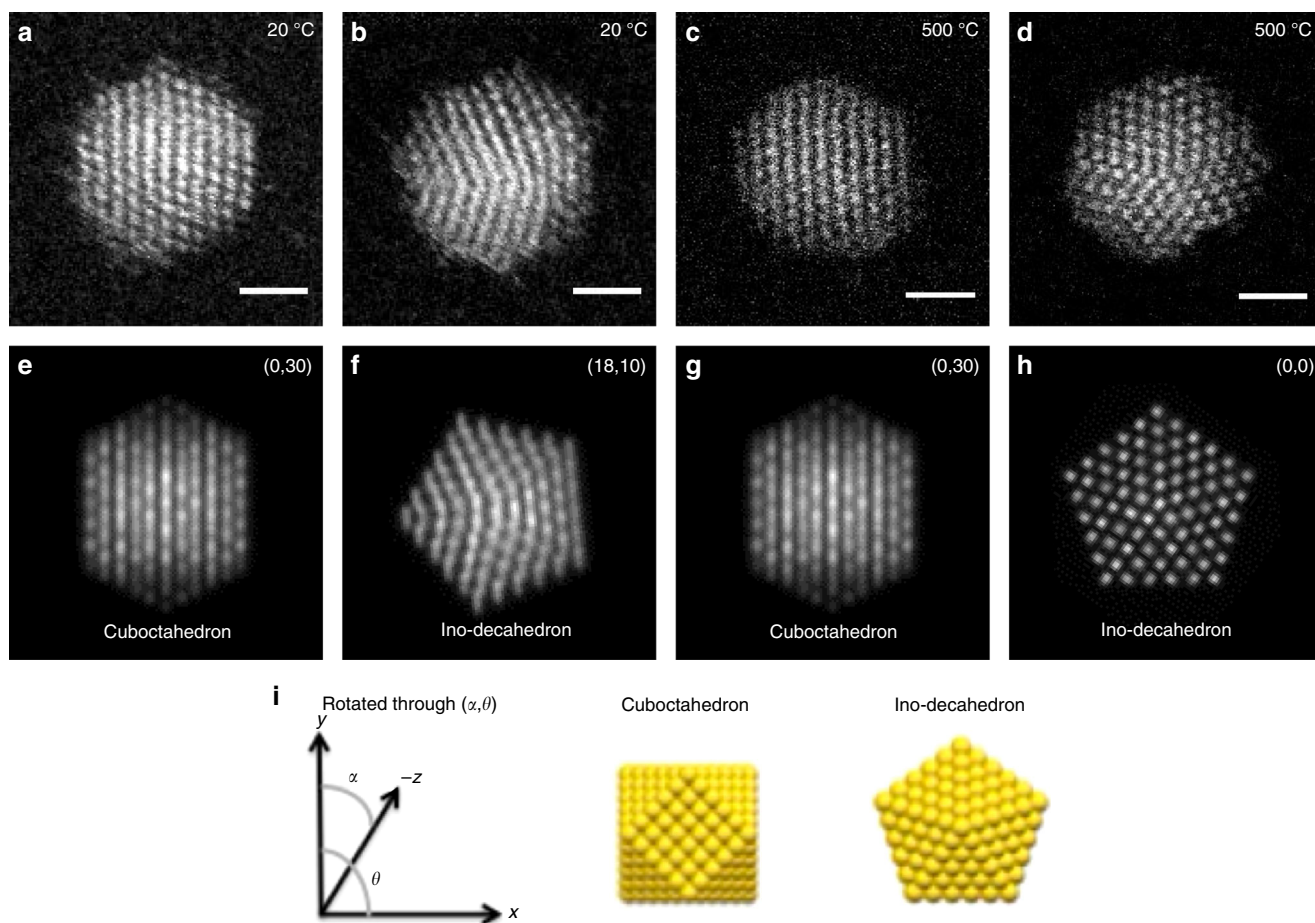 a 20 °C
b 20 °C
c 500 °C
d 500 °C
e (0,30)
Cuboctahedron
f (18,10)
Ino-decahedron
g (0,30)
Cuboctahedron
h (0,0)
Ino-decahedron
i
Rotated through (α,θ)
Cuboctahedron
Ino-decahedron
y
α
–z
θ
x